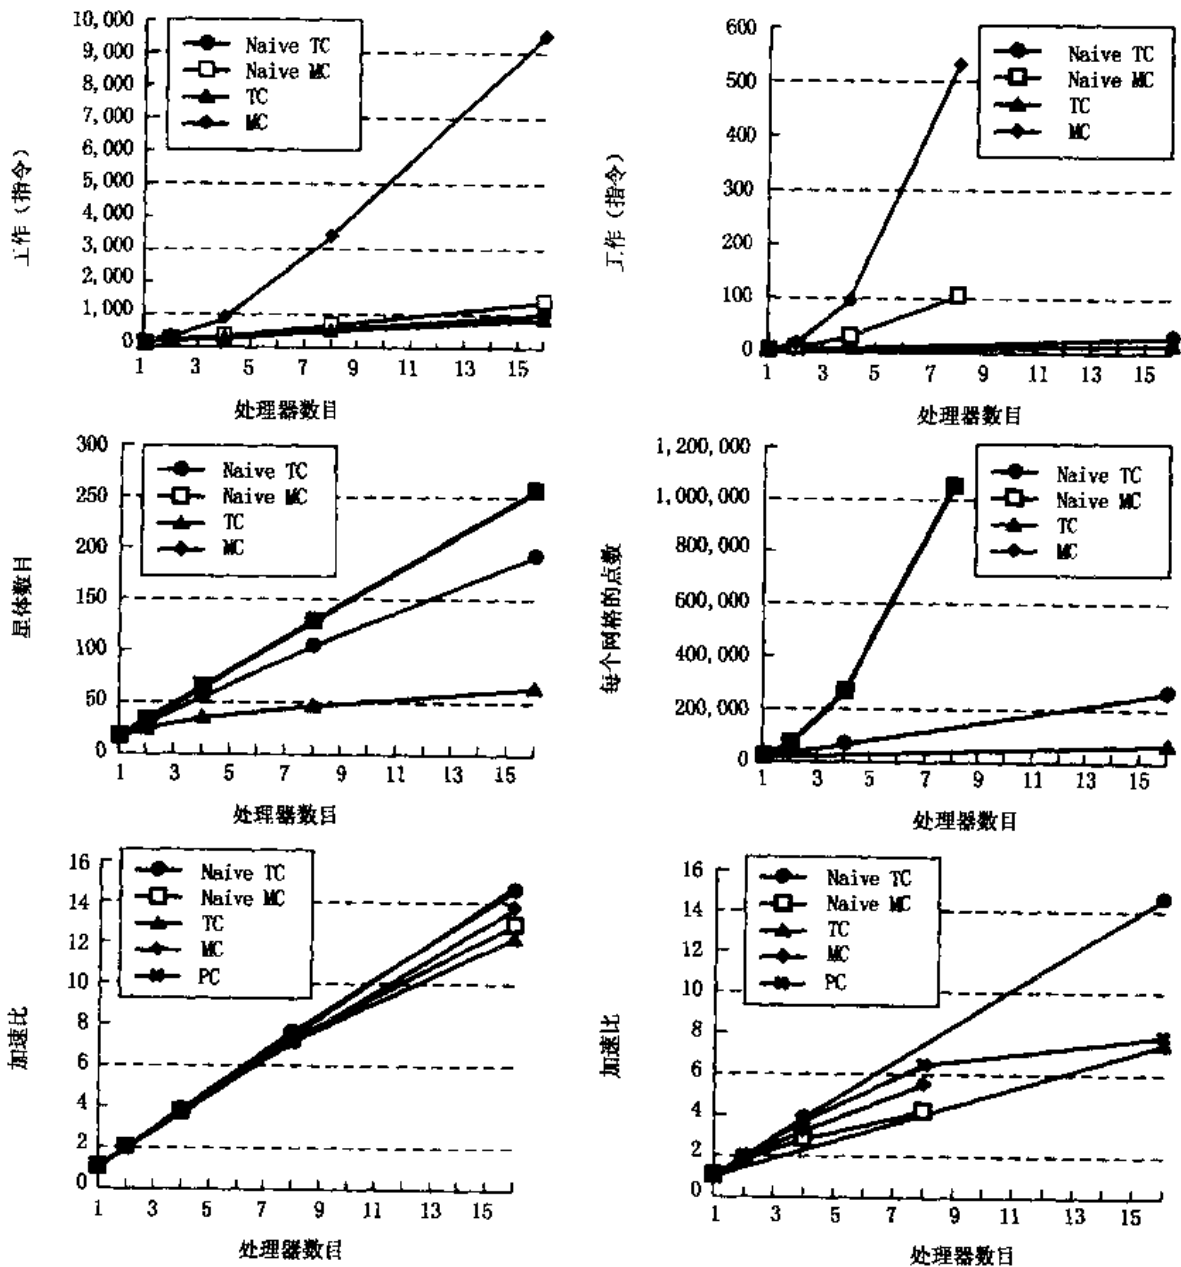 10,000
9,000
8,000
7,000
6,000
5,000
4,000
3,000
2,000
1,000
0
Naive TC
Naive MC
TC
MC
工作（指令）
1 3 5 7 9 11 13 15
处理器数目
600
500
400
300
200
100
0
Naive TC
Naive MC
TC
MC
工作（指令）
1 3 5 7 9 11 13 15
处理器数目
300
250
200
150
100
50
0
Naive TC
Naive MC
TC
MC
星体数目
1 3 5 7 9 11 13 15
处理器数目
1,200,000
1,000,000
800,000
600,000
400,000
200,000
0
Naive TC
Naive MC
TC
MC
每个网格的点数
1 3 5 7 9 11 13 15
处理器数目
16
14
12
10
8
6
4
2
0
Naive TC
Naive MC
TC
MC
PC
加速比
1 3 5 7 9 11 13 15
处理器数目
16
14
12
10
8
6
4
2
0
Naive TC
Naive MC
TC
MC
PC
加速比
1 3 5 7 9 11 13 15
处理器数目